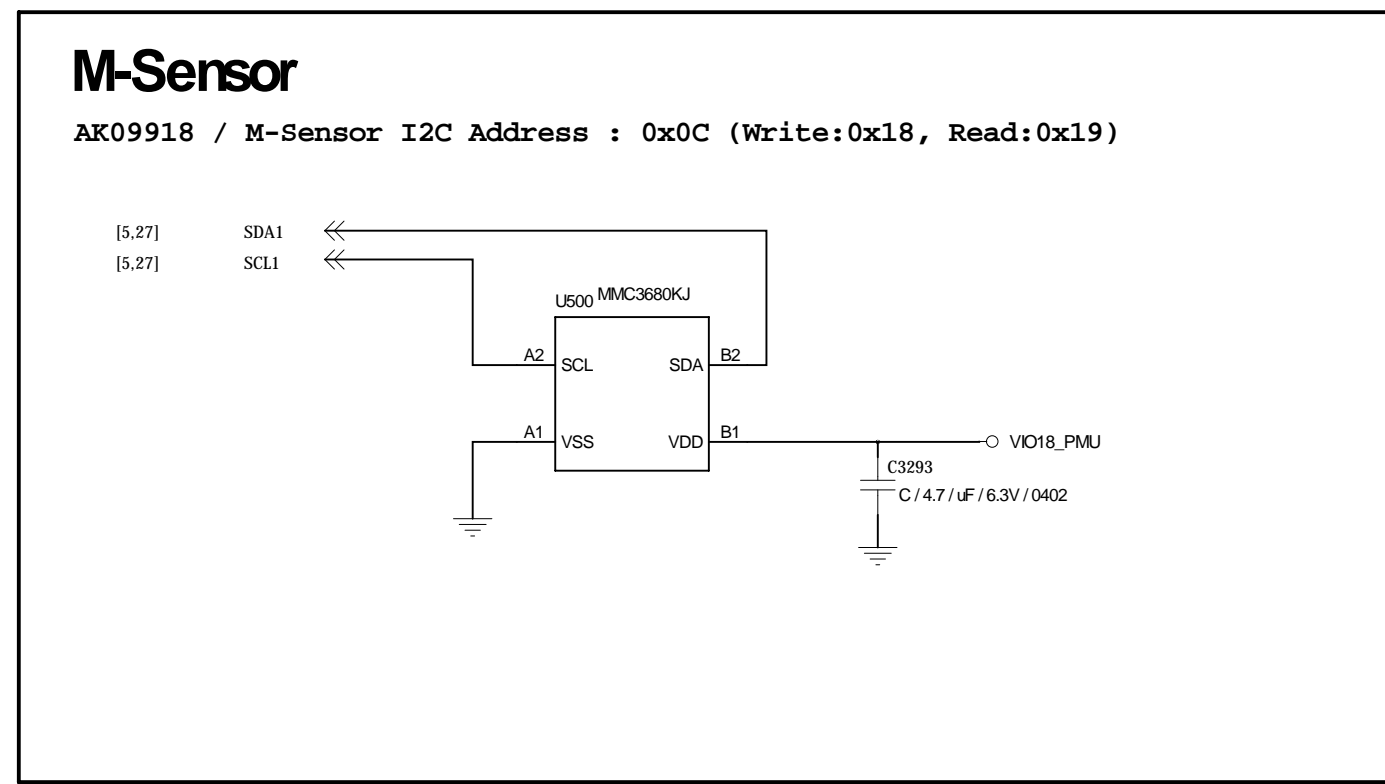 M-Sensor
AK09918 / M-Sensor I2C Address : 0x0C (Write:0x18, Read:0x19)
[5,27] SDA1
[5,27] SCL1
U500 MMC3680KJ
A2 SCL SDA B2
A1 VSS VDD B1
VIO18_PMU
C3293
C / 4.7 / uF / 6.3V / 0402